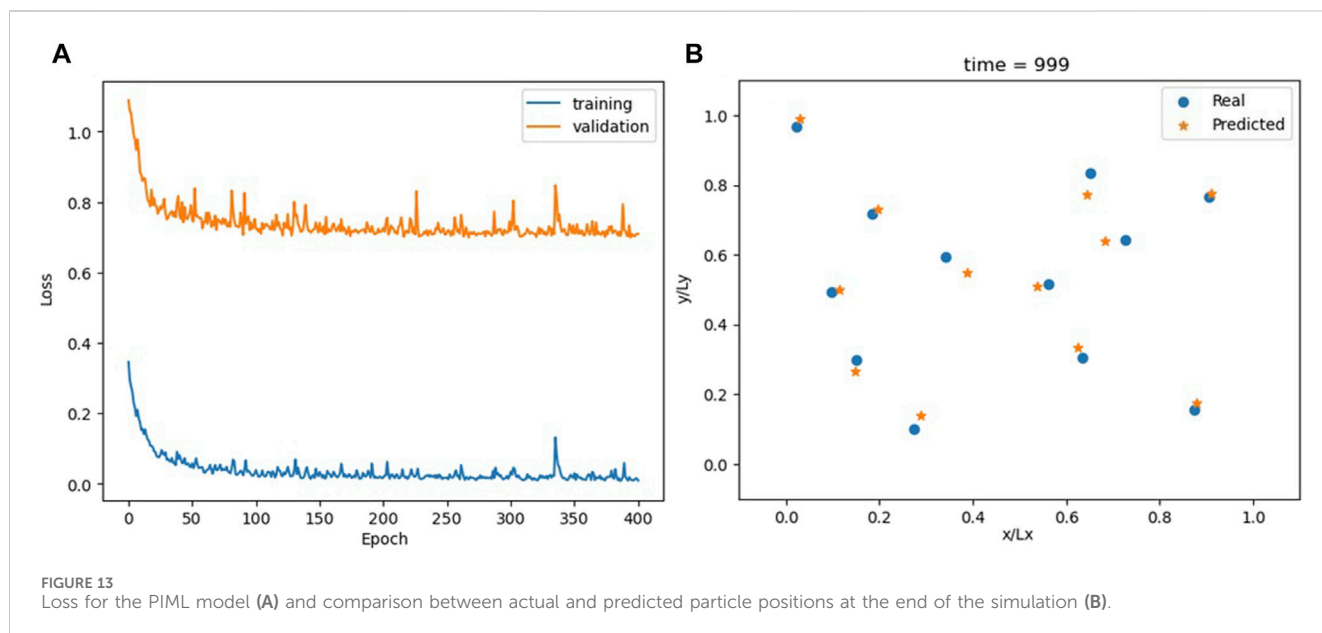 A
training
validation
1.0
0.8
0.6
0.4
0.2
0.0
Loss
0 50 100 150 200 250 300 350 400
Epoch
B
time = 999
Real
Predicted
1.0
0.8
0.6
0.4
0.2
0.0
y/Ly
0.0 0.2 0.4 0.6 0.8 1.0
x/Lx
FIGURE 13
Loss for the PIML model (A) and comparison between actual and predicted particle positions at the end of the simulation (B).